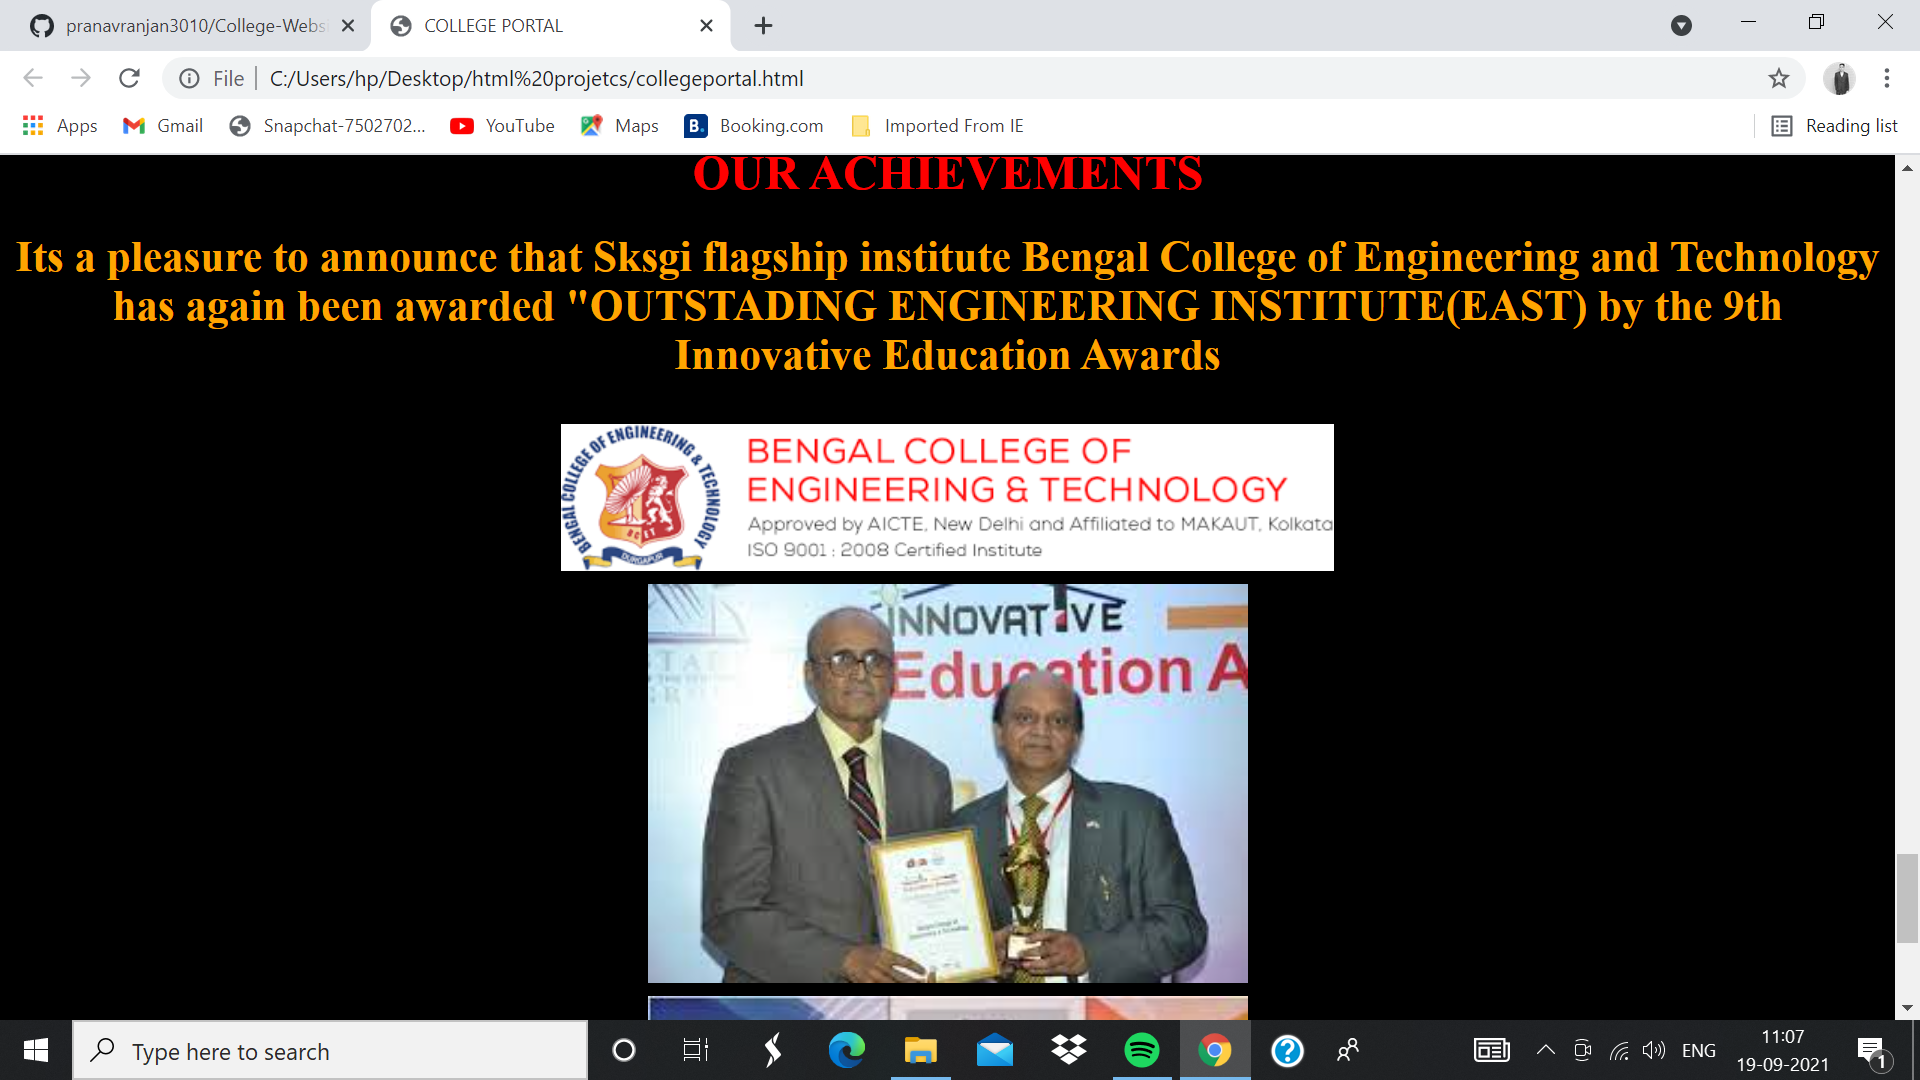 pranavranjan3010/College-Webs
COLLEGE PORTAL
File
C:/Users/hp/Desktop/html%20projetcs/collegeportal.html
Apps
Gmail
Snapchat-7502702...
YouTube
Maps
B.
Booking.com
Imported From IE
Reading list
OUR ACHIEVEMENTS
Its a pleasure to announce that Sksgi flagship institute Bengal College of Engineering and Technology
has again been awarded "OUTSTADING ENGINEERING INSTITUTE(EAST) by the 9th
Innovative Education Awards
BENGAL COLLEGE OF ENGINEERING & TECHNOLOGY
BCET
DURGAPUR
BENGAL COLLEGE OF
ENGINEERING & TECHNOLOGY
Approved by AICTE, New Delhi and Affiliated to MAKAUT, Kolkata
ISO 9001 : 2008 Certified Institute
INNOVATIVE
Education A
Type here to search
ENG
11:07
19-09-2021
1